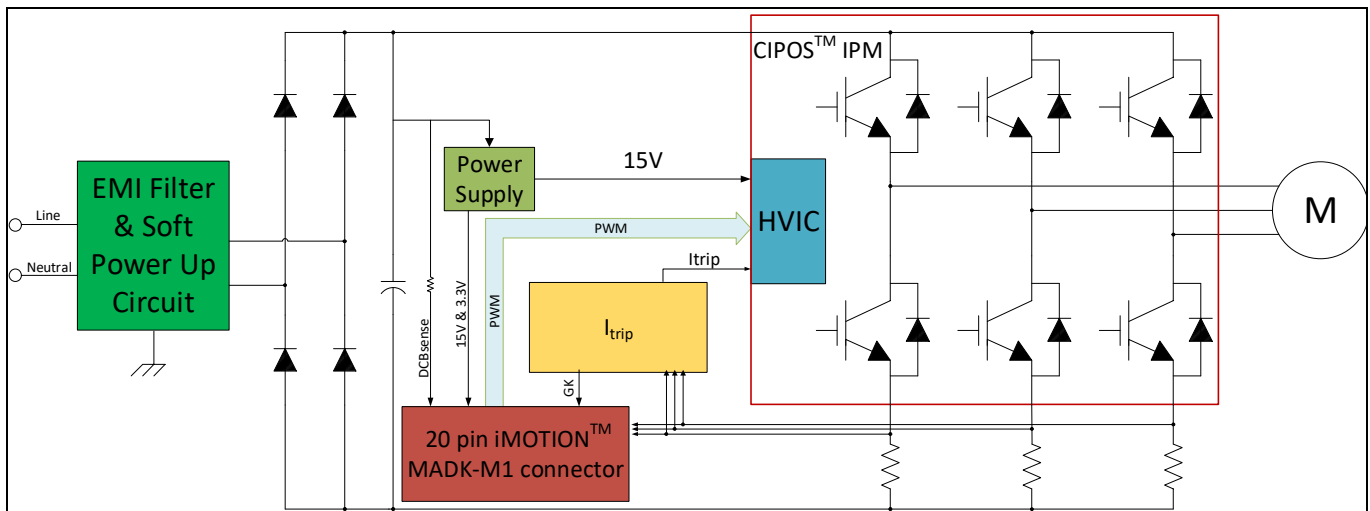 CIPOS™ IPM
EMI Filter
& Soft
Power Up
Circuit
Line
Neutral
Power
Supply
15V
HVIC
PWM
Itrip
M
DCBsense
15V & 3.3V
PWM
Itrip
GK
20 pin iMOTION™
MADK-M1 connector